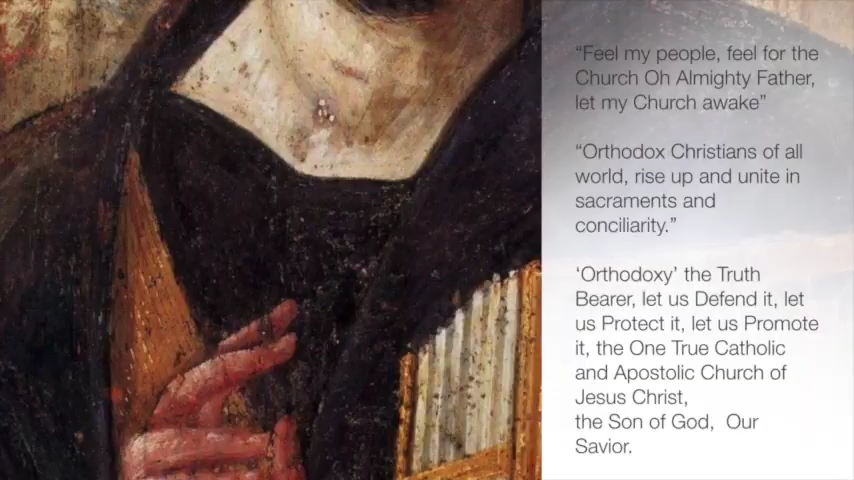 “Feel my people, feel for the
Church Oh Almighty Father,
let my Church awake”
“Orthodox Christians of all
world, rise up and unite in
sacraments and
conciliarity.”
‘Orthodoxy’ the Truth
Bearer, let us Defend it, let
us Protect it, let us Promote
it, the One True Catholic
and Apostolic Church of
Jesus Christ,
the Son of God,  Our
Savior.